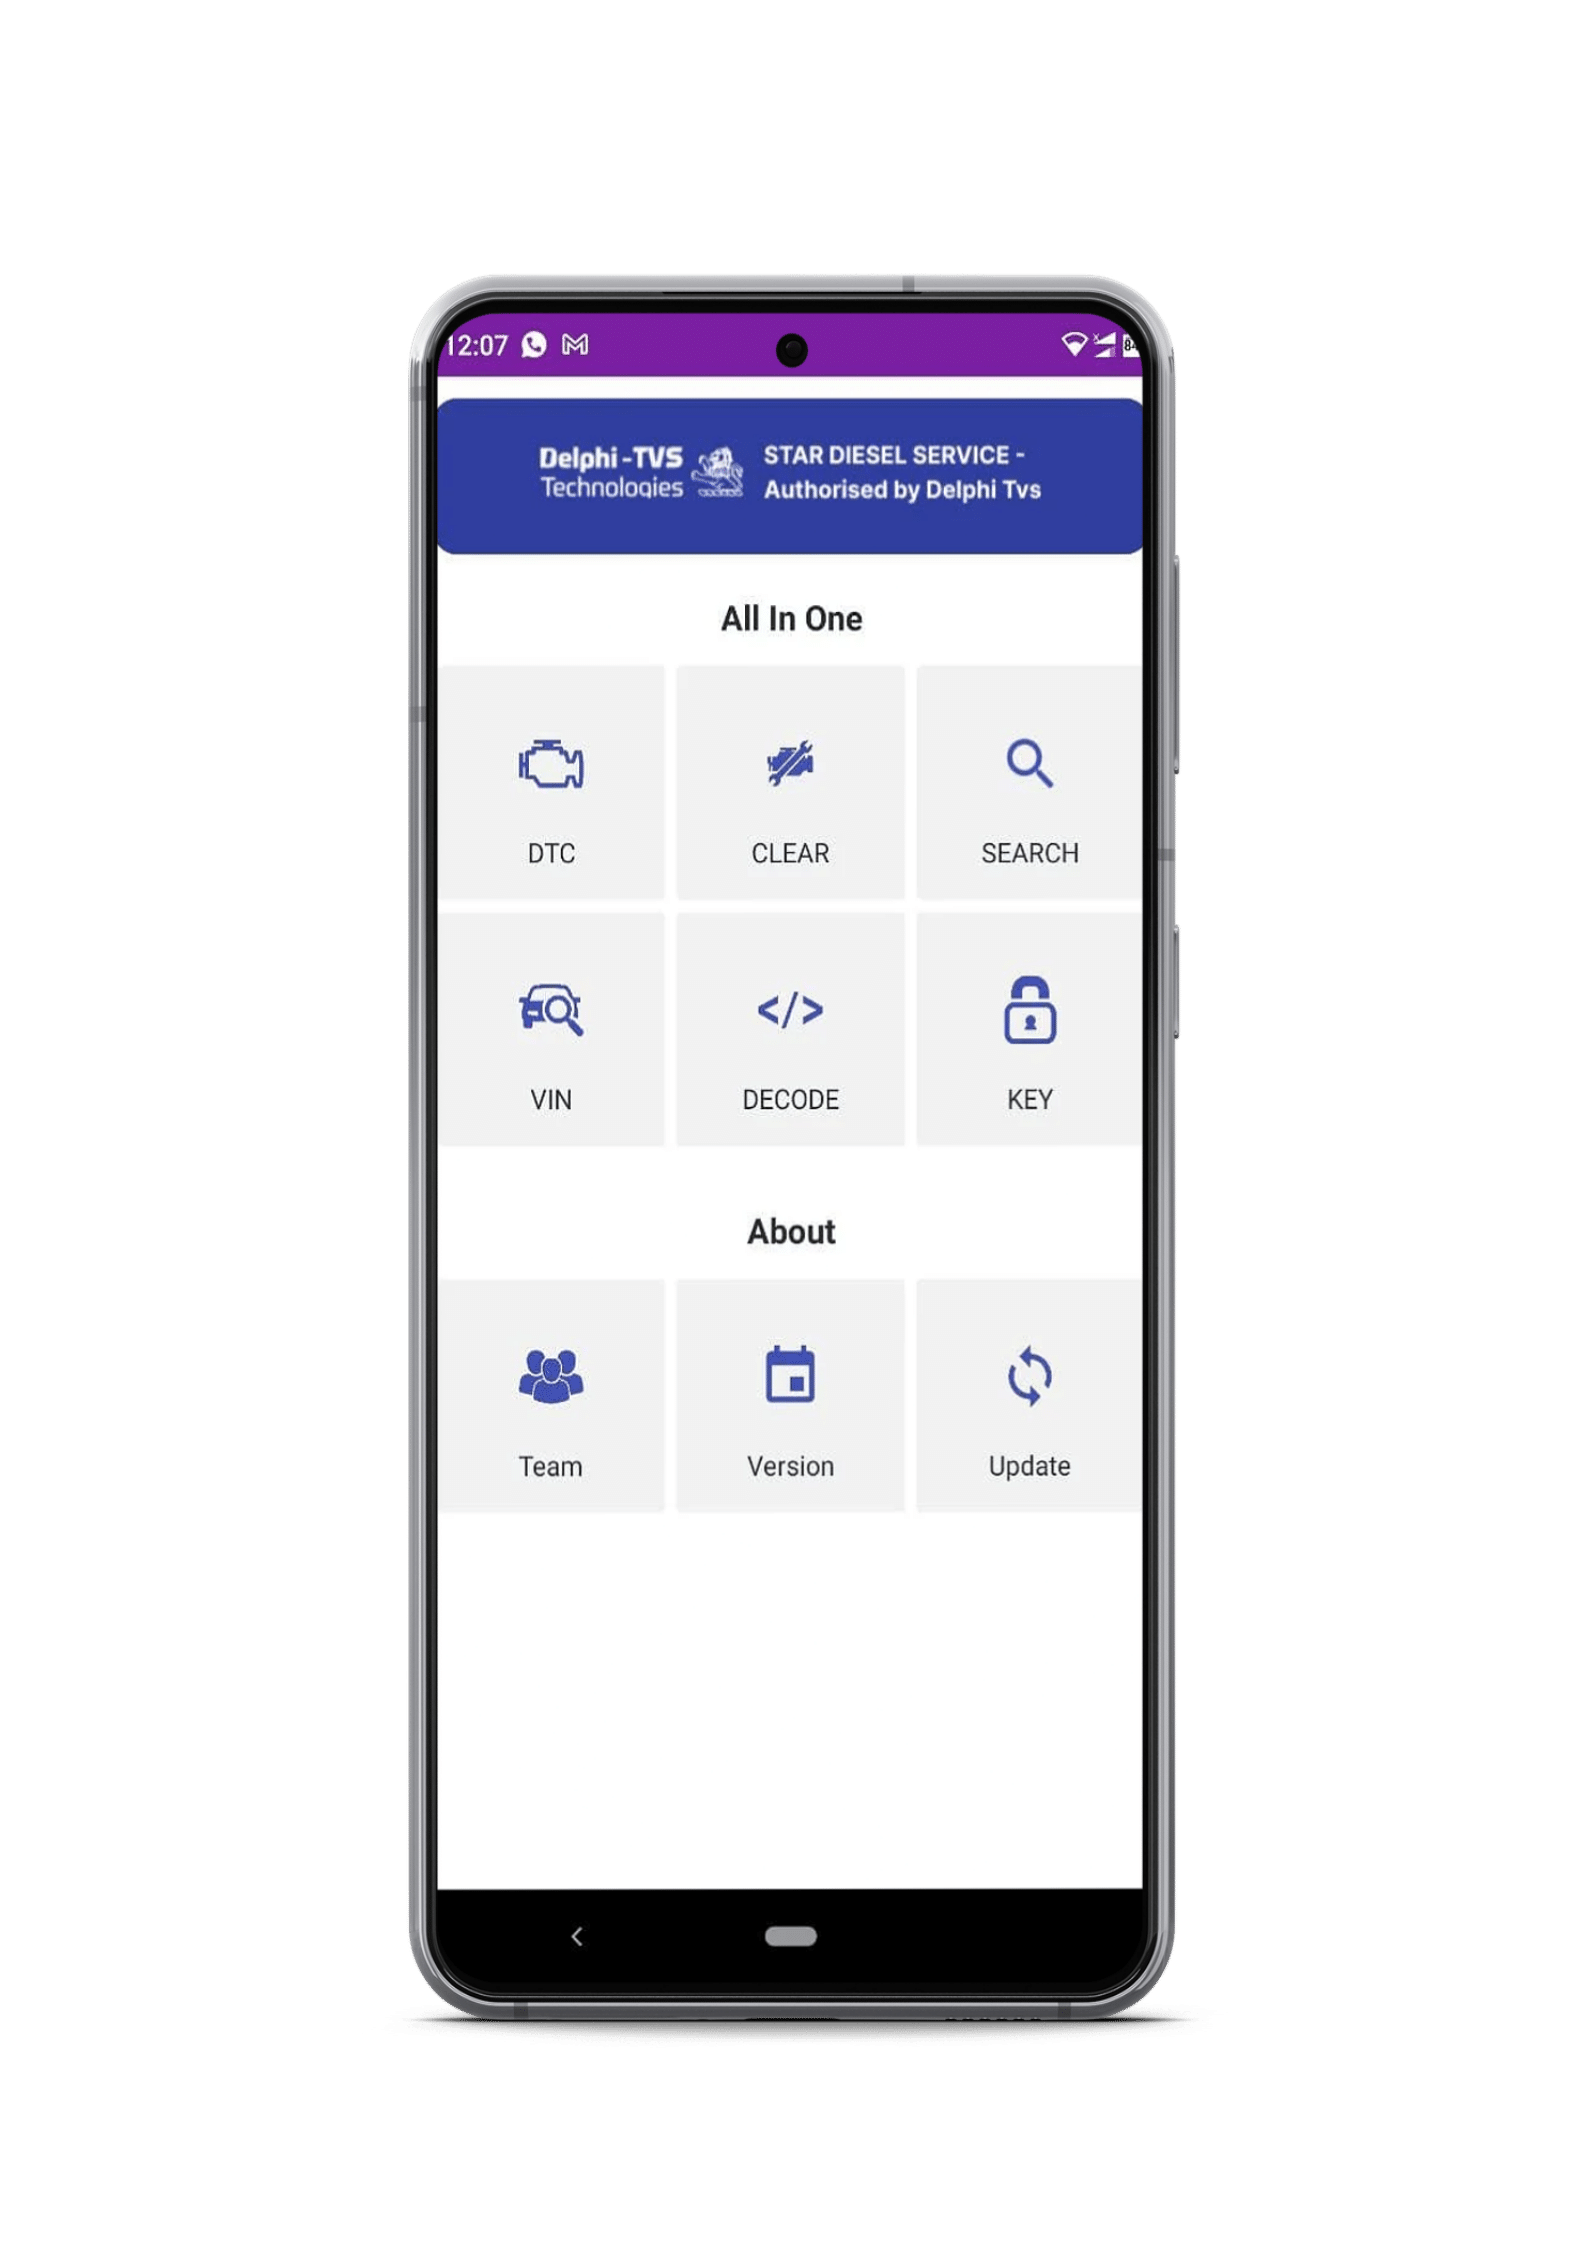 12:07
Delphi-TVS
Technologies
STAR DIESEL SERVICE -
Authorised by Delphi Tvs
All In One
DTC
CLEAR
SEARCH
VIN
</>
DECODE
KEY
About
Team
Version
Update